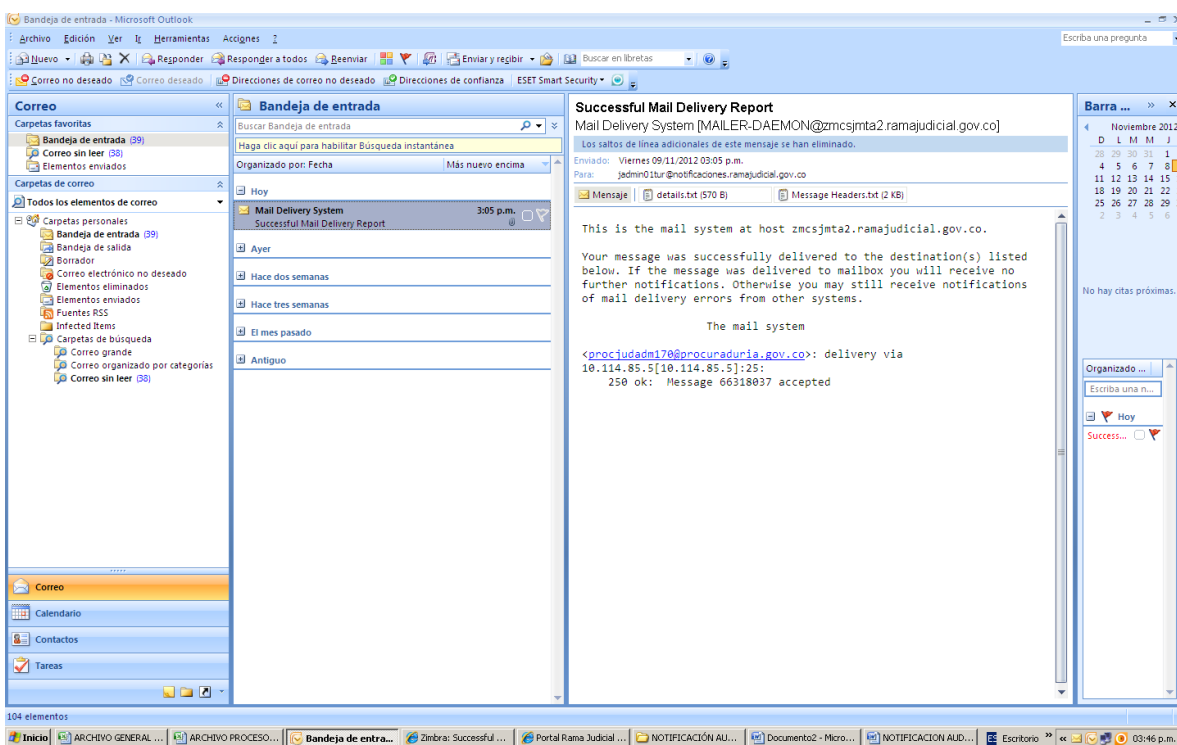 Bandeja de entrada - Microsoft Outlook
Archivo Edición Ver Ir Herramientas Acciones ?
Escriba una pregunta
Nuevo Responder Responder a todos Reenviar Enviar y recibir Buscar en libretas
Correo no deseado Correo deseado Direcciones de correo no deseado Direcciones de confianza ESET Smart Security
Correo «
Carpetas favoritas
Bandeja de entrada (39)
Correo sin leer (38)
Elementos enviados
Carpetas de correo
Todos los elementos de correo
Carpetas personales
Bandeja de entrada (39)
Bandeja de salida
Borrador
Correo electrónico no deseado
Elementos eliminados
Elementos enviados
Fuentes RSS
Infected Items
Carpetas de búsqueda
Correo grande
Correo organizado por categorías
Correo sin leer (38)
Correo
Calendario
Contactos
Tareas
Bandeja de entrada
Buscar Bandeja de entrada
Haga clic aquí para habilitar Búsqueda instantánea
Organizado por: Fecha Más nuevo encima
Hoy
Mail Delivery System 3:05 p.m.
Successful Mail Delivery Report
Ayer
Hace dos semanas
Hace tres semanas
El mes pasado
Antiguo
Successful Mail Delivery Report
Mail Delivery System [MAILER-DAEMON@zmcsjmta2.ramajudicial.gov.co]
Los saltos de línea adicionales de este mensaje se han eliminado.
Enviado: Viernes 09/11/2012 03:05 p.m.
Para: jadmin01tur@notificaciones.ramajudicial.gov.co
Mensaje details.txt (570 B) Message Headers.txt (2 KB)
This is the mail system at host zmcsjmta2.ramajudicial.gov.co.
Your message was successfully delivered to the destination(s) listed
below. If the message was delivered to mailbox you will receive no
further notifications. Otherwise you may still receive notifications
of mail delivery errors from other systems.
The mail system
<procjudadm170@procuraduria.gov.co>: delivery via
10.114.85.5[10.114.85.5]:25:
250 ok: Message 66318037 accepted
Barra ... »
Noviembre 2012
D L M M J
28 29 30 31 1
4 5 6 7 8
11 12 13 14 15
18 19 20 21 22
25 26 27 28 29
2 3 4 5 6
No hay citas próximas.
Organizado ...
Escriba una n...
Hoy
Success...
104 elementos
Inicio ARCHIVO GENERAL ... ARCHIVO PROCESO... Bandeja de entra... Zimbra: Successful ... Portal Rama Judicial ... NOTIFICACIÓN AU... Documento2 - Micro... NOTIFICACION AUD... ES Escritorio » « 03:46 p.m.